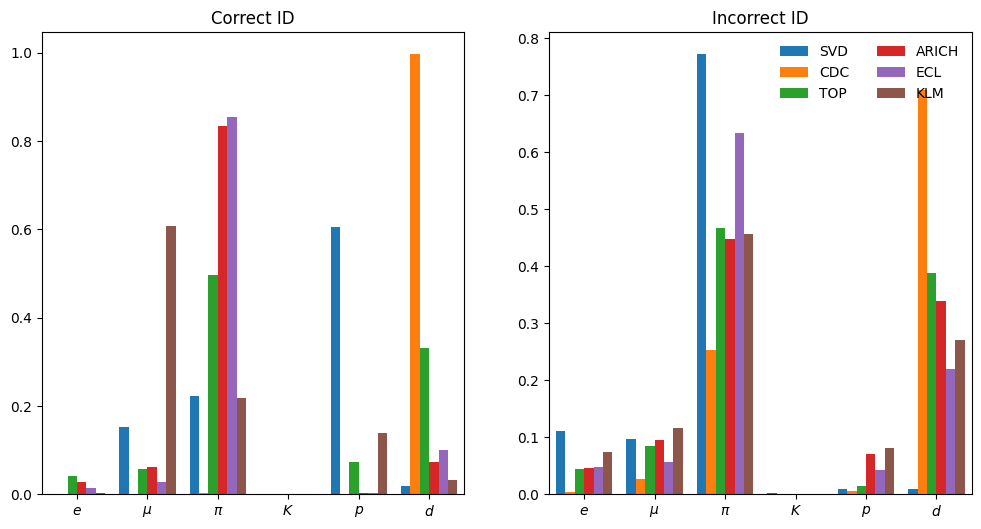 Correct ID
1.0
0.8
0.6
0.4
0.2
0.0
e μ π K p d
Incorrect ID
0.8
0.7
0.6
0.5
0.4
0.3
0.2
0.1
0.0
e μ π K p d
SVD ARICH
CDC ECL
TOP KLM